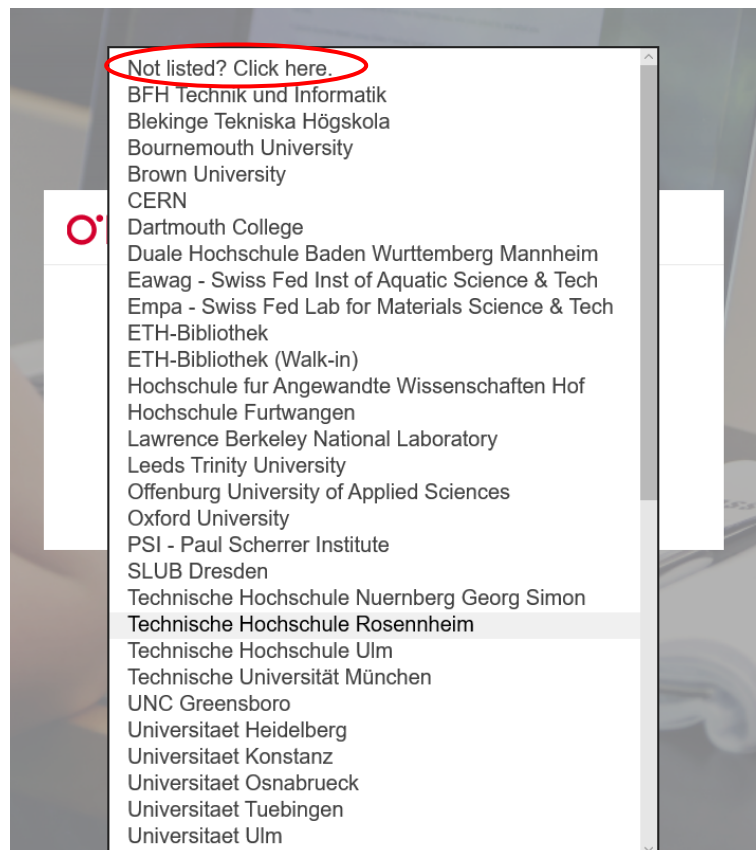 Not listed? Click here.
BFH Technik und Informatik
Blekinge Tekniska Högskola
Bournemouth University
Brown University
CERN
Dartmouth College
Duale Hochschule Baden Wurttemberg Mannheim
Eawag - Swiss Fed Inst of Aquatic Science & Tech
Empa - Swiss Fed Lab for Materials Science & Tech
ETH-Bibliothek
ETH-Bibliothek (Walk-in)
Hochschule fur Angewandte Wissenschaften Hof
Hochschule Furtwangen
Lawrence Berkeley National Laboratory
Leeds Trinity University
Offenburg University of Applied Sciences
Oxford University
PSI - Paul Scherrer Institute
SLUB Dresden
Technische Hochschule Nuernberg Georg Simon
Technische Hochschule Rosennheim
Technische Hochschule Ulm
Technische Universität München
UNC Greensboro
Universitaet Heidelberg
Universitaet Konstanz
Universitaet Osnabrueck
Universitaet Tuebingen
Universitaet Ulm